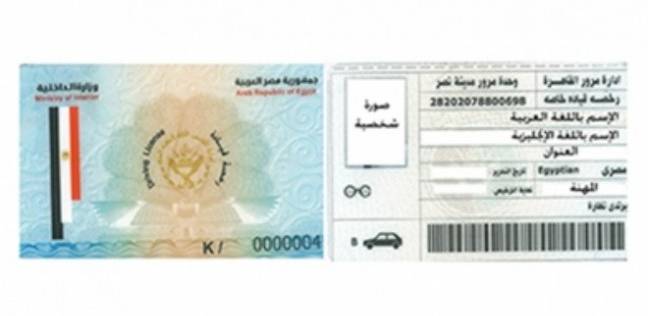 جمهورية مصر العربية
Arab Republic of Egypt
وزارة الداخلية
Ministry of Interior
Driving License
رخصة قيادة
K/ 0000004
ادارة مرور القاهرة وحدة مرور مدينة نصر
رخصه قيادة خاصه
28202078800698
الإسم باللغة العربية
الإسم باللغة الإنجليزية
العنوان
مصرى Egyptian تاريخ التحرير
المهنة نهاية الترخيص
يرتدى نظارة
صورة
شخصية
B